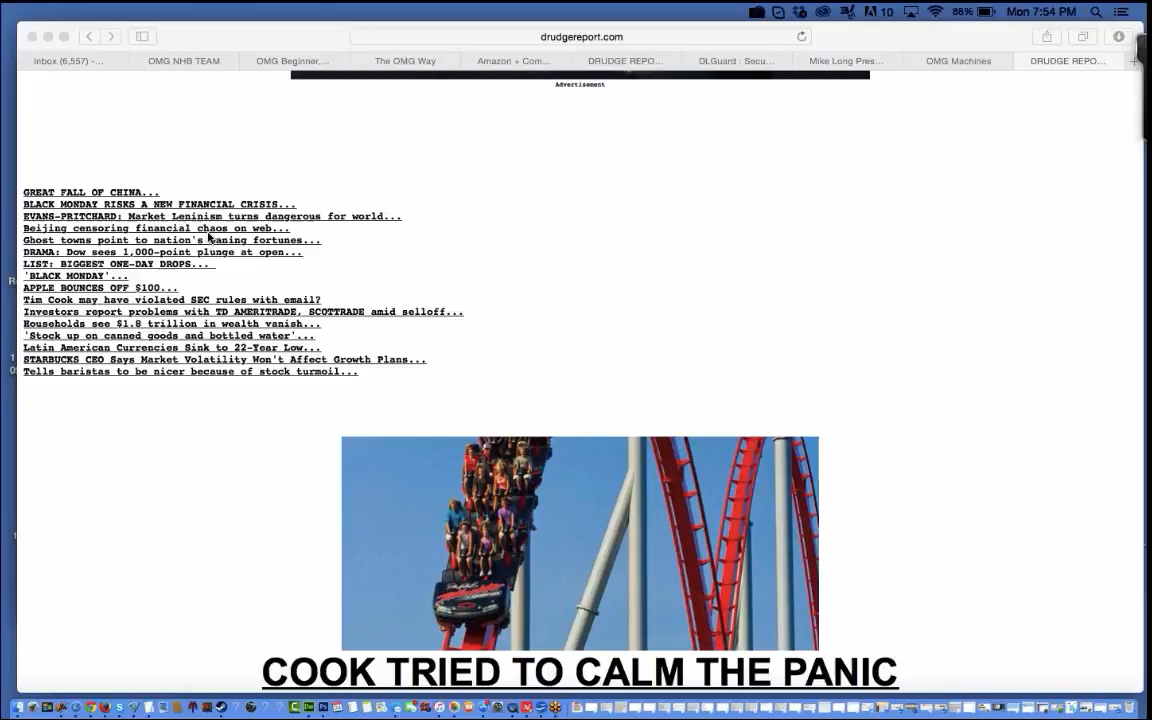 10
88%
Mon 7:54 PM
drudgereport.com
Inbox (6,557) -...
OMG NHB TEAM
OMG Beginner,...
The OMG Way
Amazon + Com...
DRUDGE REPO...
DLGuard : Secu...
Mike Long Pres...
OMG Machines
DRUDGE REPO...
Advertisement
GREAT FALL OF CHINA...
BLACK MONDAY RISKS A NEW FINANCIAL CRISIS...
EVANS-PRITCHARD: Market Leninism turns dangerous for world...
Beijing censoring financial chaos on web...
Ghost towns point to nation's waning fortunes...
DRAMA: Dow sees 1,000-point plunge at open...
LIST: BIGGEST ONE-DAY DROPS...
'BLACK MONDAY'...
APPLE BOUNCES OFF $100...
Tim Cook may have violated SEC rules with email?
Investors report problems with TD AMERITRADE, SCOTTRADE amid selloff...
Households see $1.8 trillion in wealth vanish...
'Stock up on canned goods and bottled water'...
Latin American Currencies Sink to 22-Year Low...
STARBUCKS CEO Says Market Volatility Won't Affect Growth Plans...
Tells baristas to be nicer because of stock turmoil...
COOK TRIED TO CALM THE PANIC